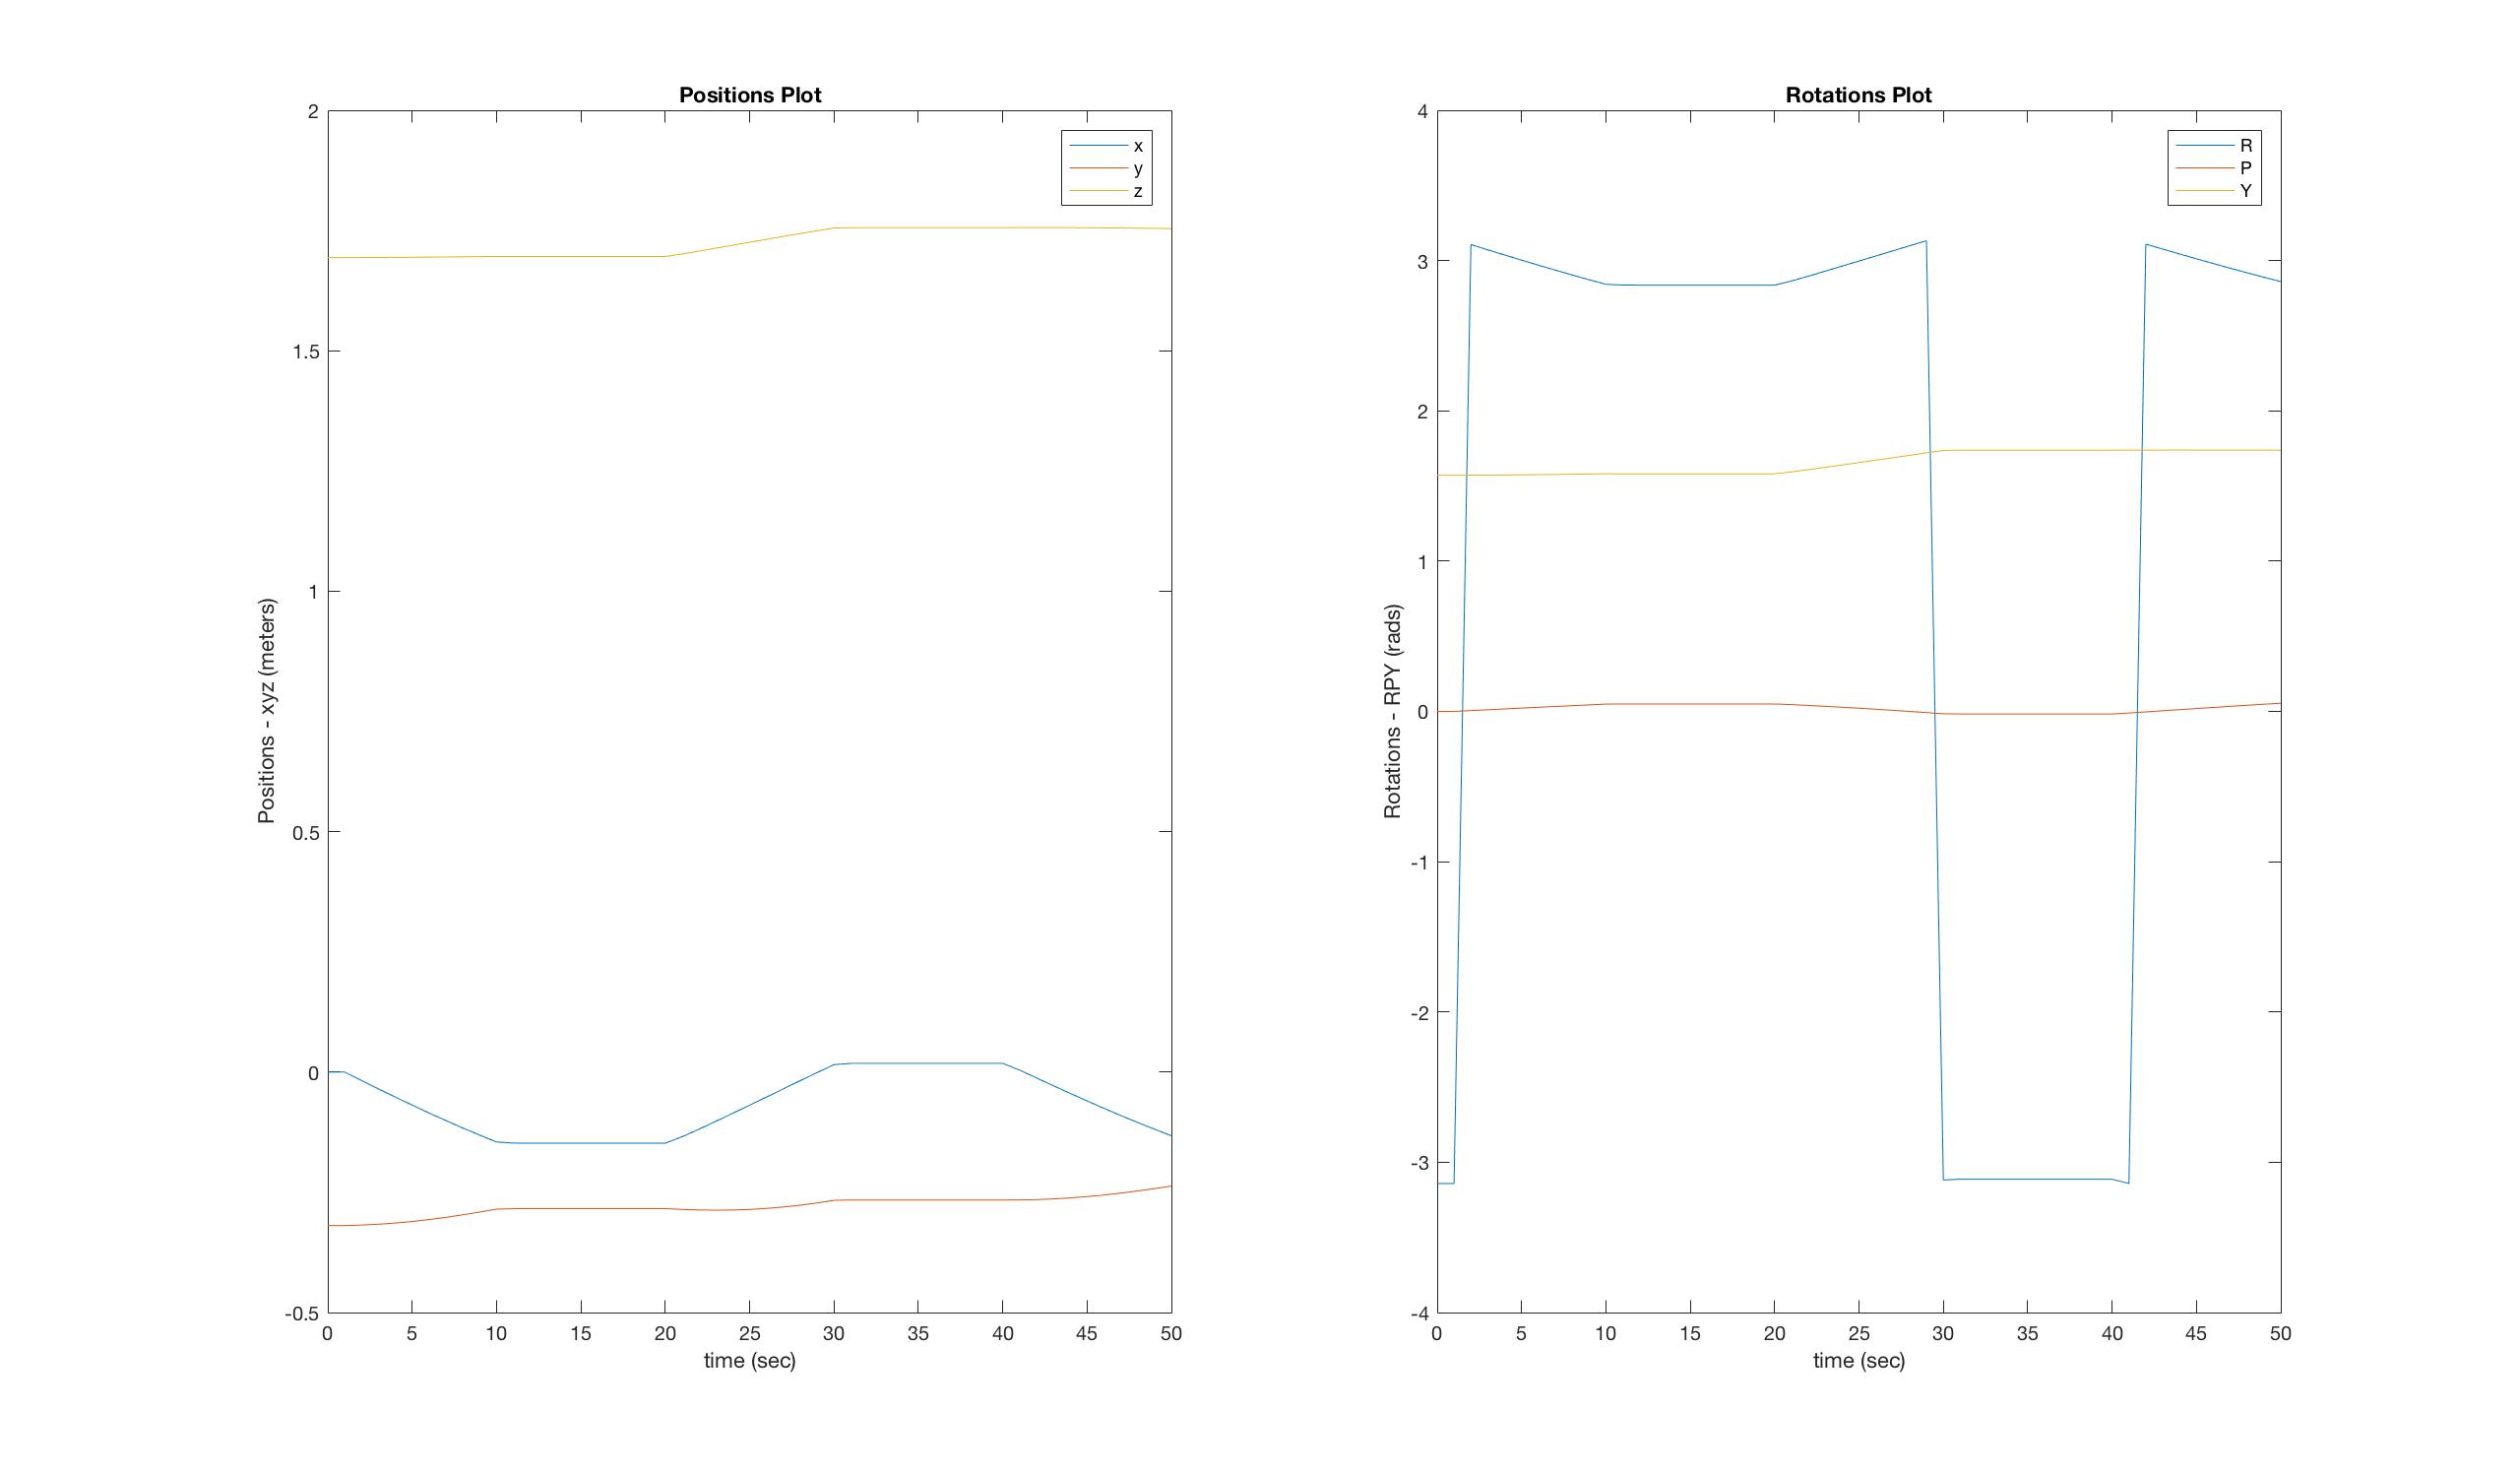 Positions Plot
2
1.5
1
0.5
0
-0.5
Positions - xyz (meters)
x
y
z
0 5 10 15 20 25 30 35 40 45 50
time (sec)
Rotations Plot
4
3
2
1
0
-1
-2
-3
-4
Rotations - RPY (rads)
R
P
Y
0 5 10 15 20 25 30 35 40 45 50
time (sec)